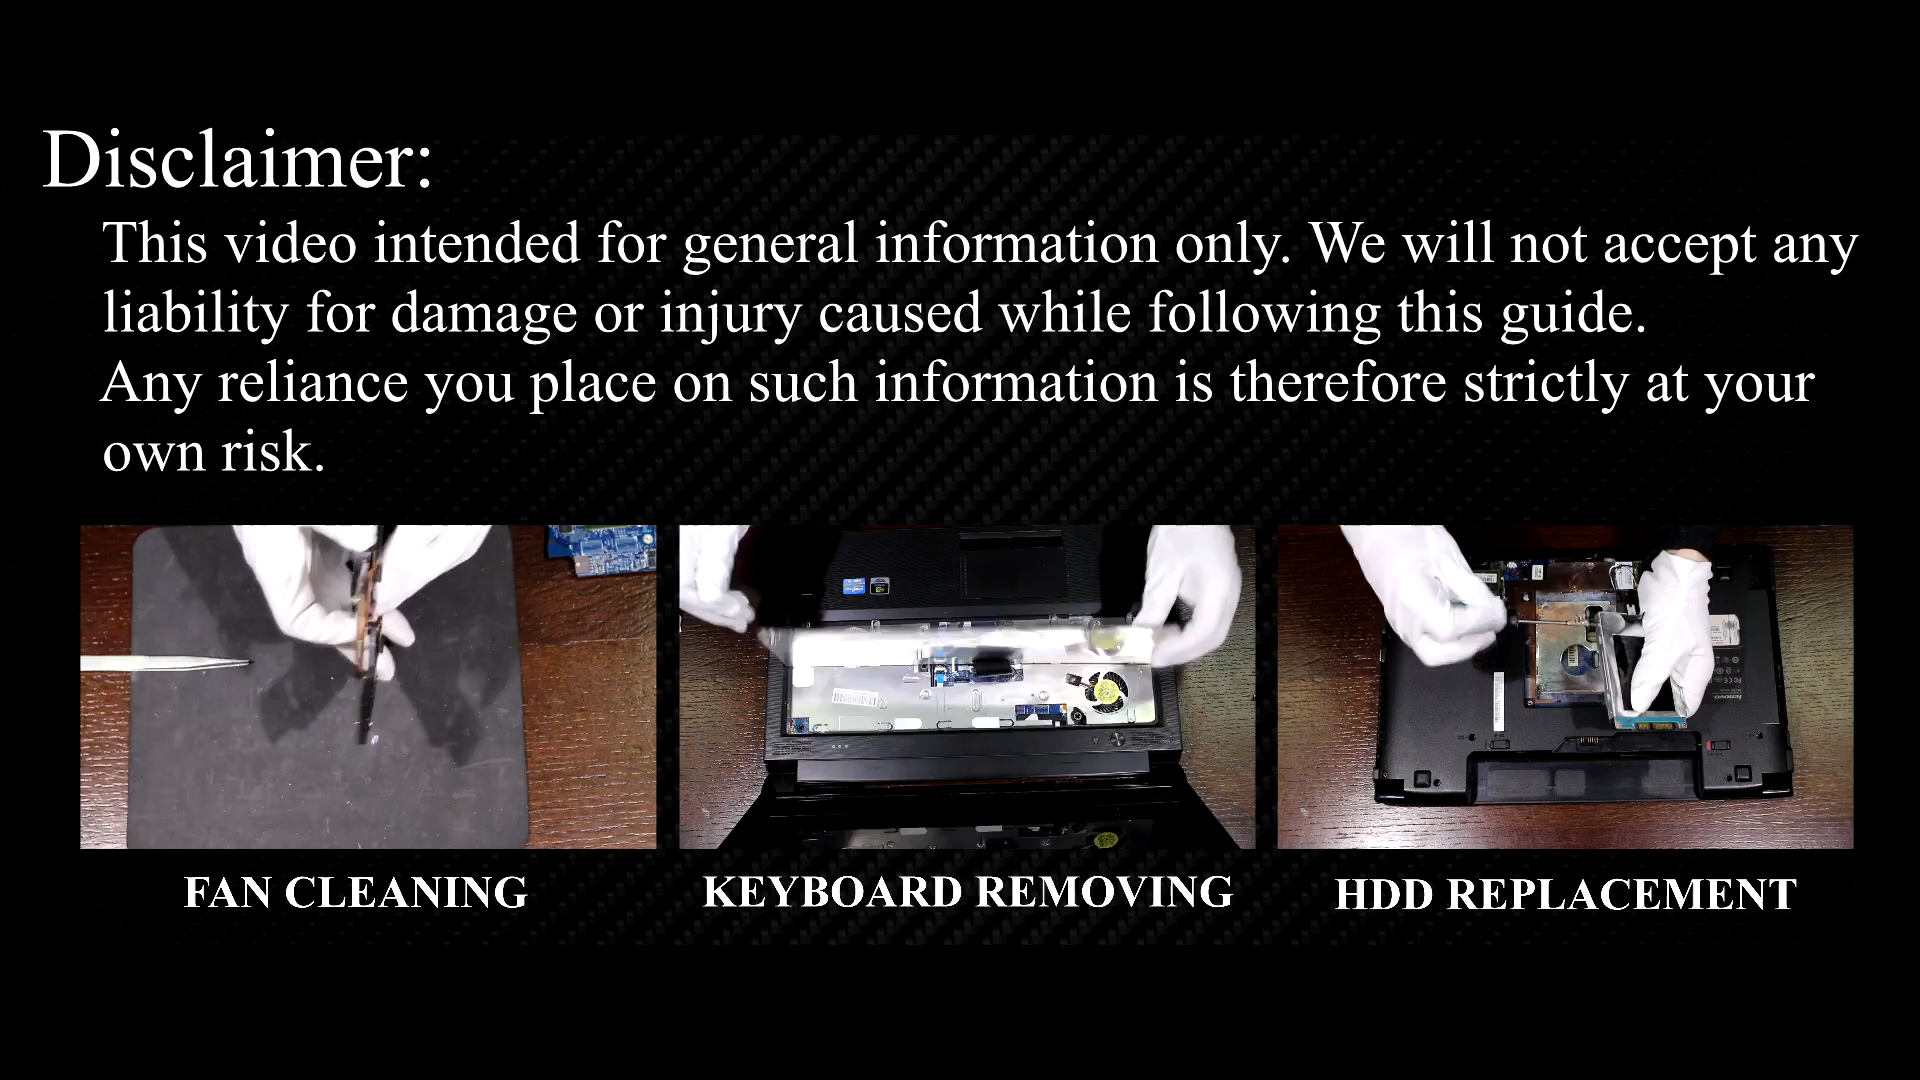 Disclaimer:
This video intended for general information only. We will not accept any
liability for damage or injury caused while following this guide.
Any reliance you place on such information is therefore strictly at your
own risk.
FAN CLEANING
KEYBOARD REMOVING
HDD REPLACEMENT